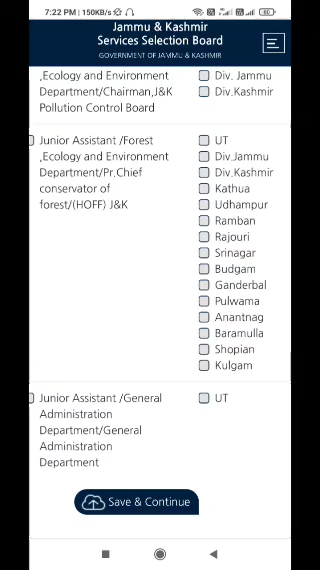 7:22 PM | 150KB/s
60
Jammu & Kashmir
Services Selection Board
GOVERNMENT OF JAMMU & KASHMIR
,Ecology and Environment
Department/Chairman,J&K
Pollution Control Board
Div. Jammu
Div.Kashmir
Junior Assistant /Forest
,Ecology and Environment
Department/Pr.Chief
conservator of
forest/(HOFF) J&K
UT
Div.Jammu
Div.Kashmir
Kathua
Udhampur
Ramban
Rajouri
Srinagar
Budgam
Ganderbal
Pulwama
Anantnag
Baramulla
Shopian
Kulgam
Junior Assistant /General
Administration
Department/General
Administration
Department
UT
Save & Continue